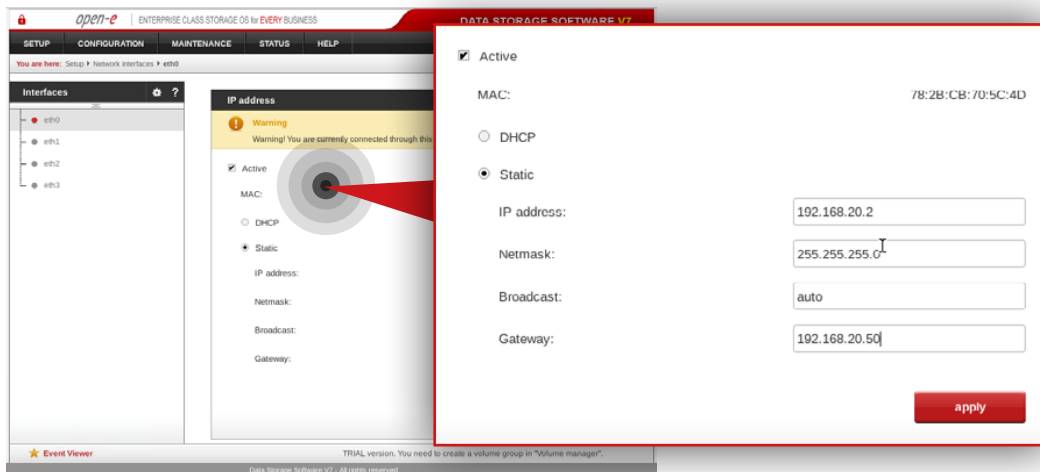 open-e ENTERPRISE CLASS STORAGE OS for EVERY BUSINESS
DATA STORAGE SOFTWARE V7
SETUP CONFIGURATION MAINTENANCE STATUS HELP
You are here: Setup Network interfaces eth0
Interfaces ?
eth0
eth1
eth2
eth3
IP address
Warning
Warning! You are currently connected through this
Active
MAC:
DHCP
Static
IP address:
Netmask:
Broadcast:
Gateway:
Active
MAC: 78:2B:CB:70:5C:4D
DHCP
Static
IP address: 192.168.20.2
Netmask: 255.255.255.0
Broadcast: auto
Gateway: 192.168.20.50
apply
Event Viewer
TRIAL version. You need to create a volume group in "Volume manager".
Data Storage Software V7 - All rights reserved